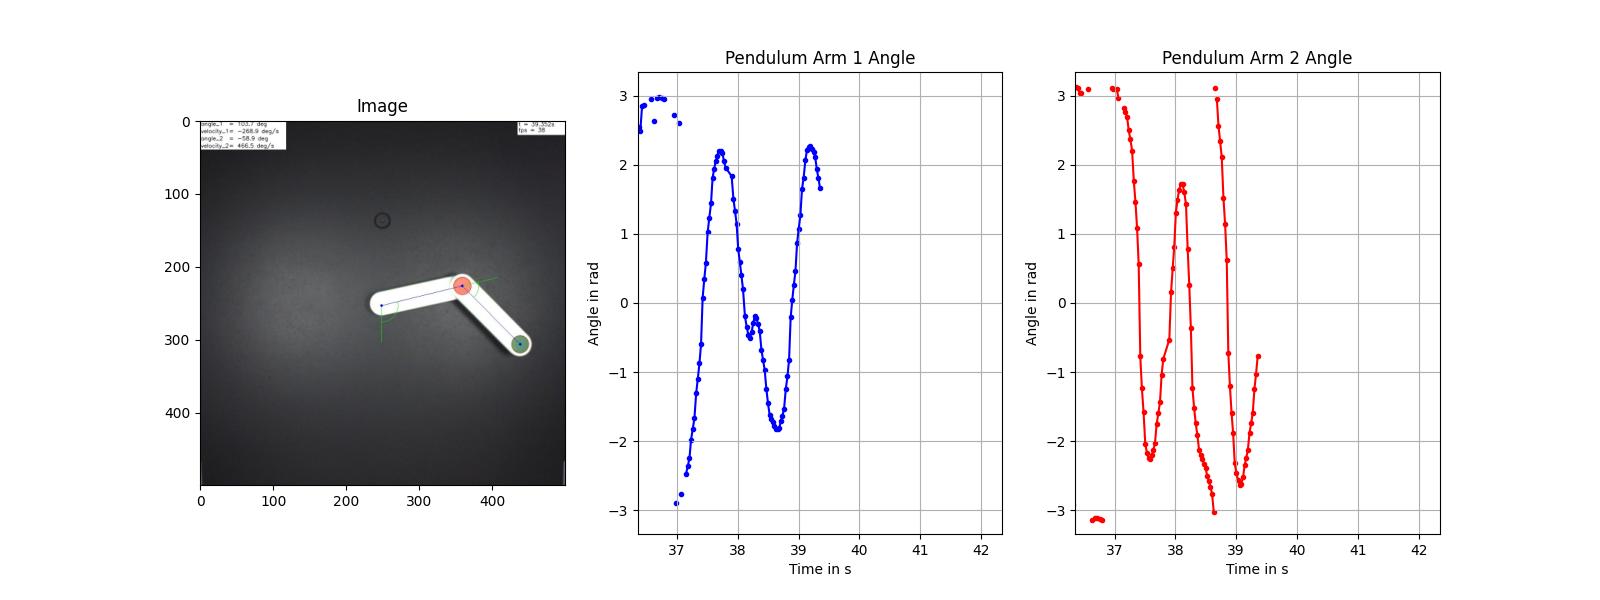 Image
angle_1 = 103.7 deg
velocity_1= -268.9 deg/s
angle_2 = -58.9 deg
velocity_2= 466.5 deg/s
t = 39.352s
fps = 38
0
100
200
300
400
0 100 200 300 400
Pendulum Arm 1 Angle
Angle in rad
3
2
1
0
−1
−2
−3
37 38 39 40 41 42
Time in s
Pendulum Arm 2 Angle
Angle in rad
3
2
1
0
−1
−2
−3
37 38 39 40 41 42
Time in s